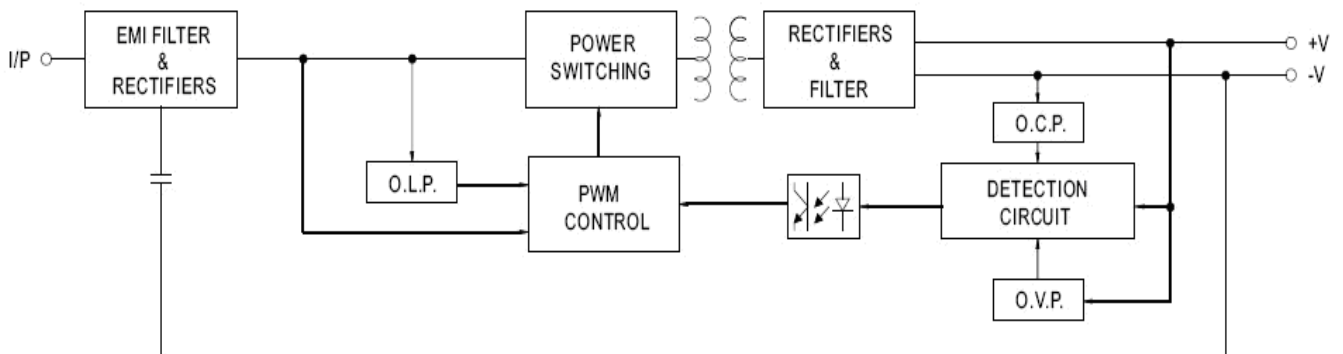 I/P
EMI FILTER
&
RECTIFIERS
POWER
SWITCHING
RECTIFIERS
&
FILTER
+V
-V
O.C.P.
O.L.P.
PWM
CONTROL
DETECTION
CIRCUIT
O.V.P.